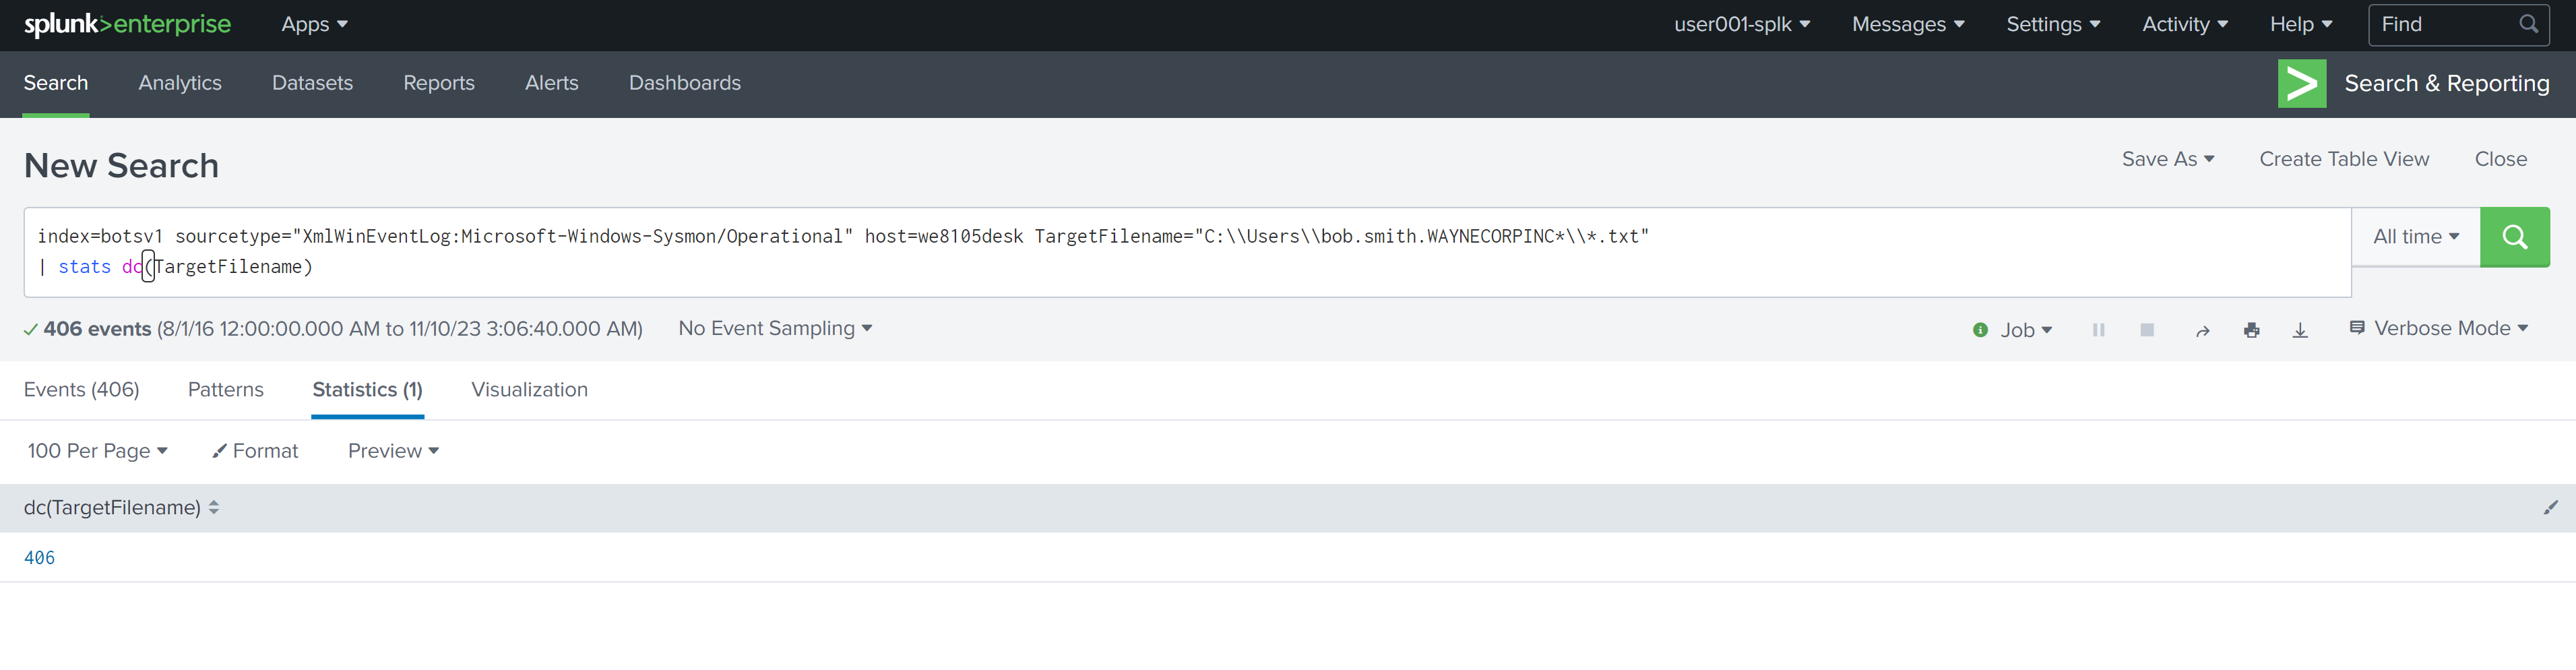 splunk>enterprise Apps user001-splk Messages Settings Activity Help Find
Search Analytics Datasets Reports Alerts Dashboards Search & Reporting
New Search
Save As Create Table View Close
index=botsv1 sourcetype="XmlWinEventLog:Microsoft-Windows-Sysmon/Operational" host=we8105desk TargetFilename="C:\\Users\\bob.smith.WAYNECORPINC*\\*.txt"
| stats dc(TargetFilename)
All time
406 events (8/1/16 12:00:00.000 AM to 11/10/23 3:06:40.000 AM) No Event Sampling Job Verbose Mode
Events (406) Patterns Statistics (1) Visualization
100 Per Page Format Preview
dc(TargetFilename)
406